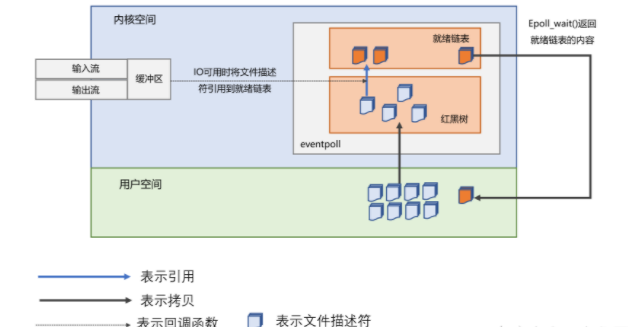 内核空间
就绪链表
Epoll_wait()返回
就绪链表的内容
输入流
输出流
缓冲区
IO可用时将文件描述
符引用到就绪链表
红黑树
eventpoll
用户空间
表示引用
表示拷贝
表示回调函数
表示文件描述符